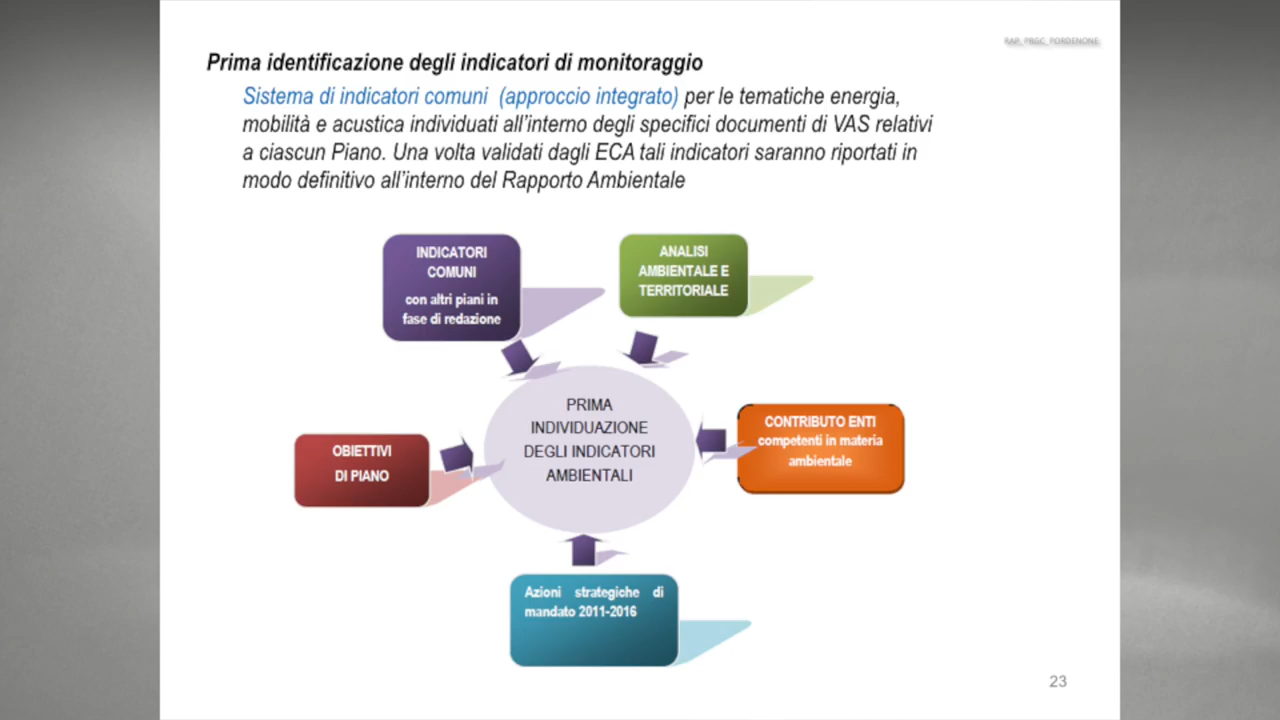 RAP_PRGC_PORDENONE
Prima identificazione degli indicatori di monitoraggio
Sistema di indicatori comuni (approccio integrato) per le tematiche energia,
mobilità e acustica individuati all'interno degli specifici documenti di VAS relativi
a ciascun Piano. Una volta validati dagli ECA tali indicatori saranno riportati in
modo definitivo all'interno del Rapporto Ambientale
INDICATORI
COMUNI
con altri piani in
fase di redazione
ANALISI
AMBIENTALE E
TERRITORIALE
PRIMA
INDIVIDUAZIONE
DEGLI INDICATORI
AMBIENTALI
CONTRIBUTO ENTI
competenti in materia
ambientale
OBIETTIVI
DI PIANO
Azioni strategiche di
mandato 2011-2016
23